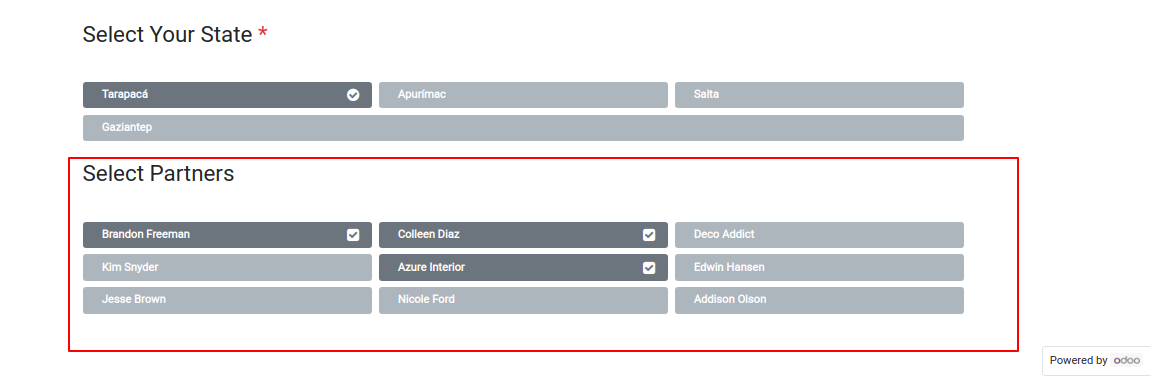 Select Your State *
Tarapacá Apurímac Salta
Gaziantep
Select Partners
Brandon Freeman Colleen Diaz Deco Addict
Kim Snyder Azure Interior Edwin Hansen
Jesse Brown Nicole Ford Addison Olson
Powered by odoo